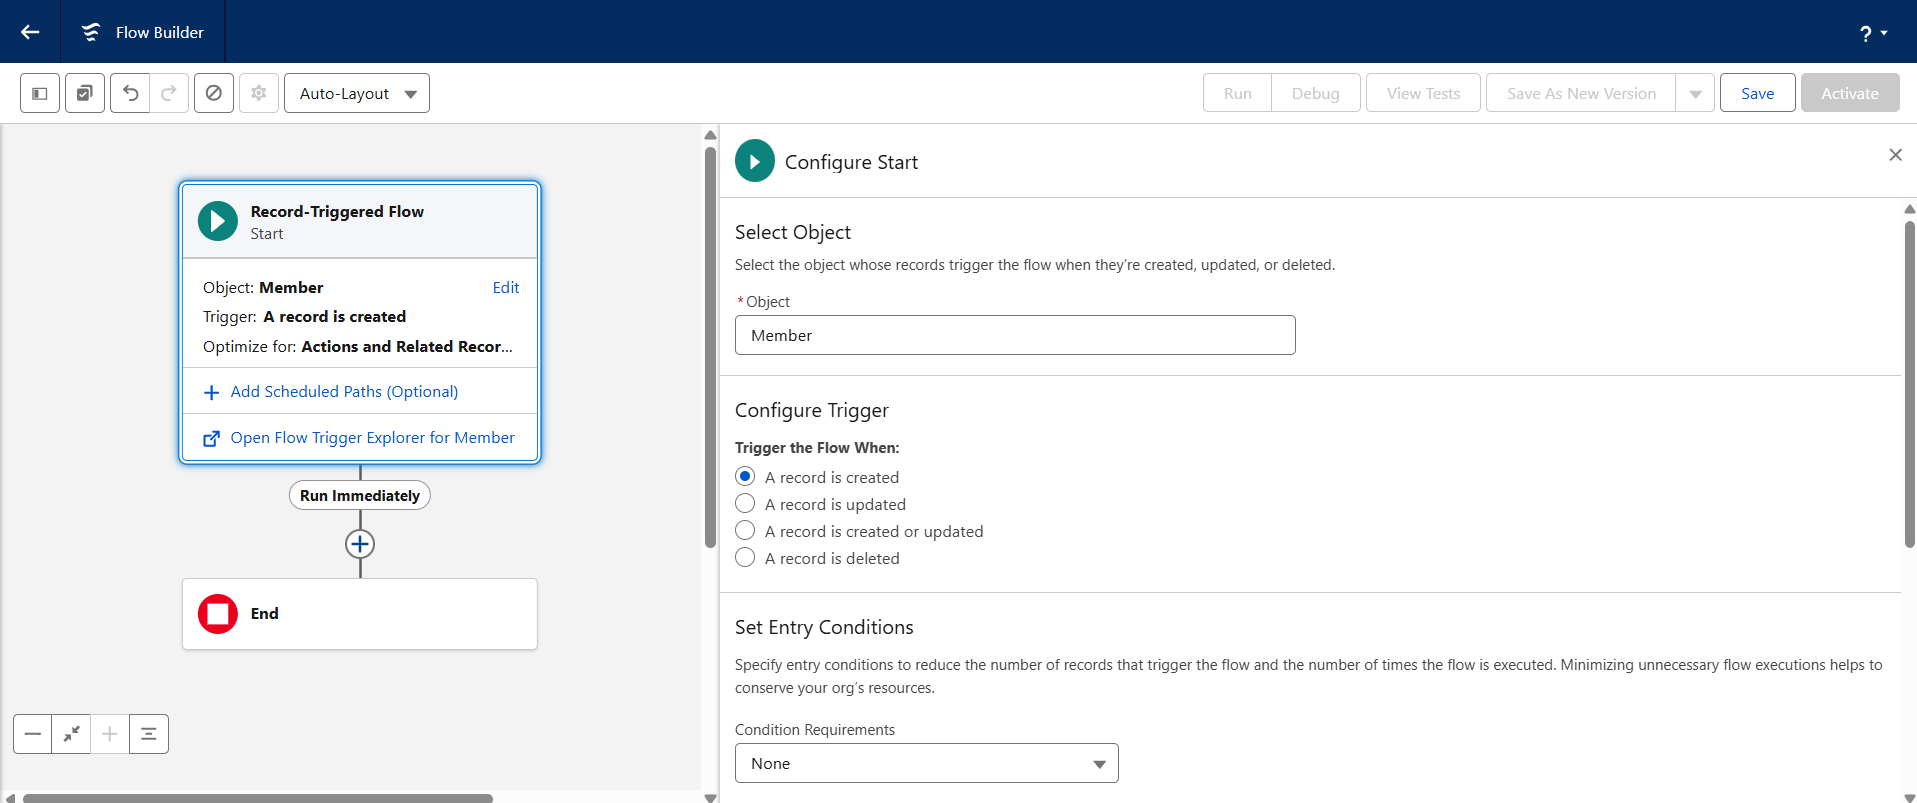 Flow Builder
?
Auto-Layout
Run
Debug
View Tests
Save As New Version
Save
Activate
Record-Triggered Flow
Start
Object: Member
Edit
Trigger: A record is created
Optimize for: Actions and Related Recor...
Add Scheduled Paths (Optional)
Open Flow Trigger Explorer for Member
Run Immediately
End
Configure Start
Select Object
Select the object whose records trigger the flow when they're created, updated, or deleted.
*Object
Member
Configure Trigger
Trigger the Flow When:
A record is created
A record is updated
A record is created or updated
A record is deleted
Set Entry Conditions
Specify entry conditions to reduce the number of records that trigger the flow and the number of times the flow is executed. Minimizing unnecessary flow executions helps to
conserve your org's resources.
Condition Requirements
None